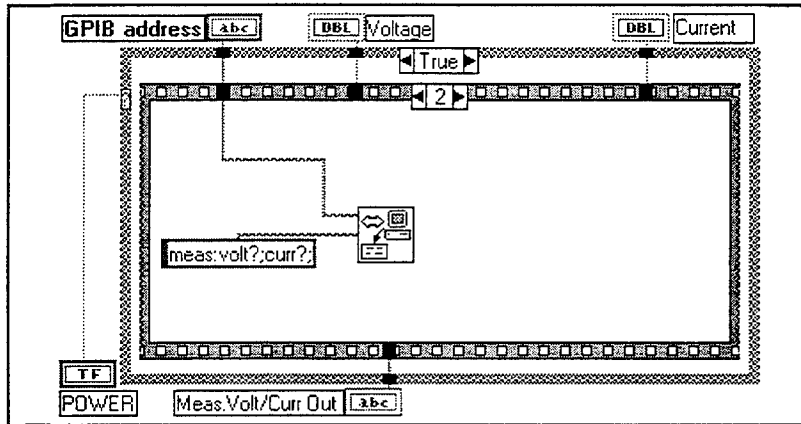 GPIB address abc DBL Voltage DBL Current
True
2
meas:volt?;curr?;
TF
POWER Meas.Volt/Curr Out abc